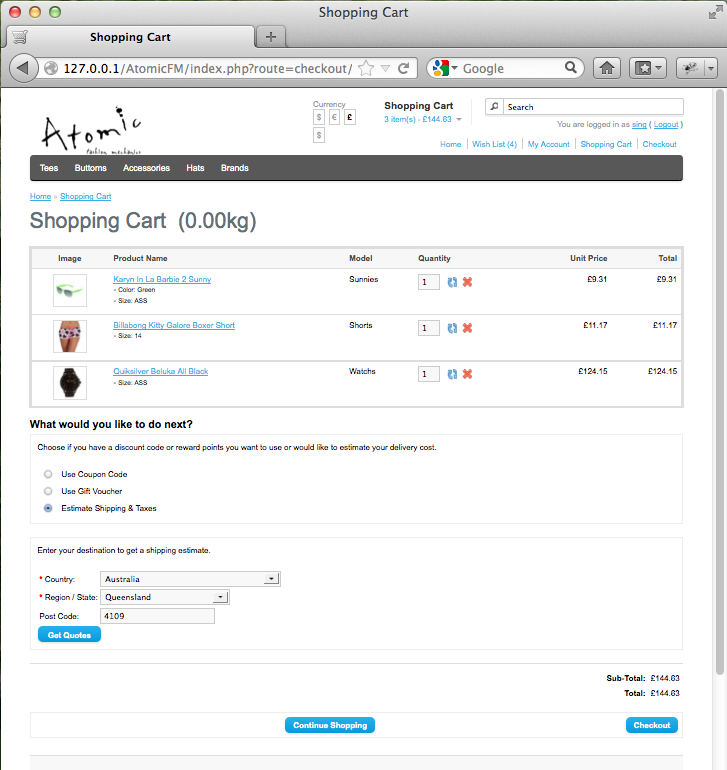 Shopping Cart
Shopping Cart
127.0.0.1/AtomicFM/index.php?route=checkout/
Google
Atomic
fashion mechanics
Currency
$ € £
$
Shopping Cart
3 item(s) - £144.63
Search
You are logged in as sing ( Logout )
Home Wish List (4) My Account Shopping Cart Checkout
Tees Buttoms Accessories Hats Brands
Home » Shopping Cart
Shopping Cart (0.00kg)
Image Product Name Model Quantity Unit Price Total
Karyn In La Barbie 2 Sunny Sunnies 1 £9.31 £9.31
- Color: Green
- Size: ASS
Billabong Kitty Galore Boxer Short Shorts 1 £11.17 £11.17
- Size: 14
Quiksilver Beluka All Black Watchs 1 £124.15 £124.15
- Size: ASS
What would you like to do next?
Choose if you have a discount code or reward points you want to use or would like to estimate your delivery cost.
Use Coupon Code
Use Gift Voucher
Estimate Shipping & Taxes
Enter your destination to get a shipping estimate.
* Country: Australia
* Region / State: Queensland
Post Code: 4109
Get Quotes
Sub-Total: £144.63
Total: £144.63
Continue Shopping Checkout